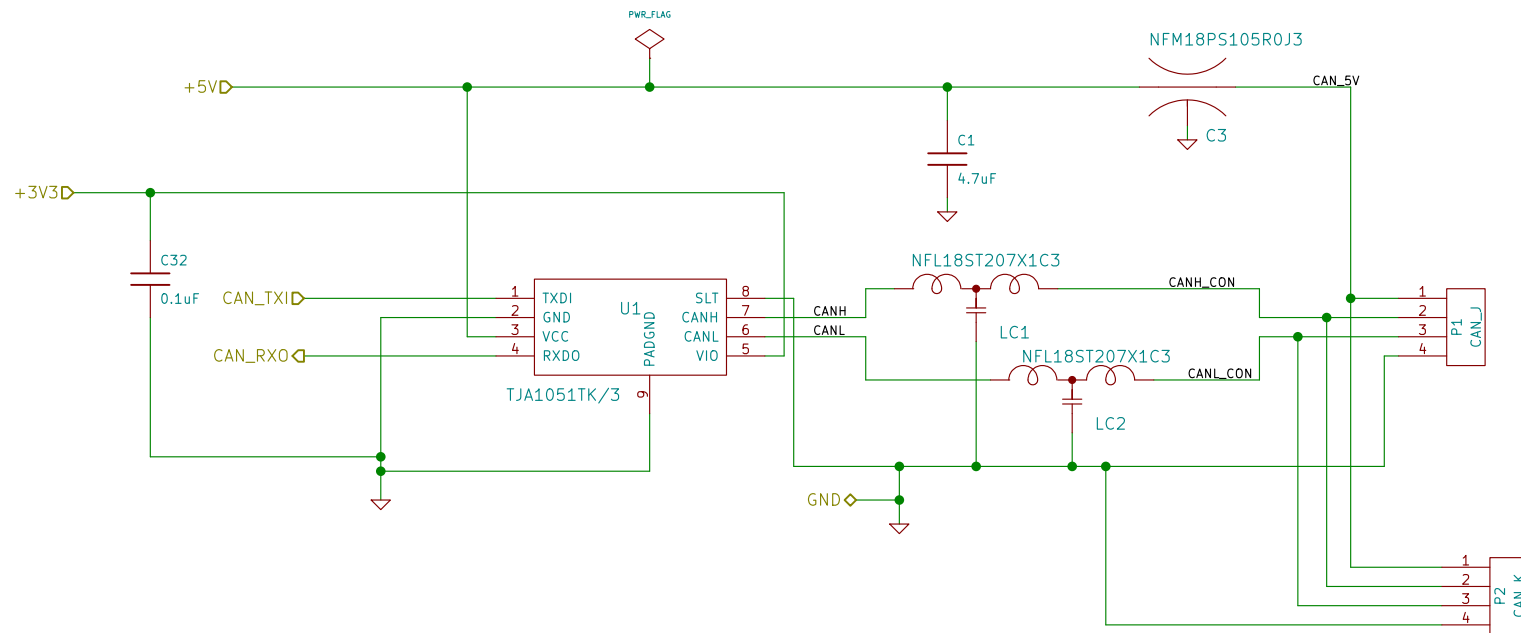 PWR_FLAG
NFM18PS105R0J3
+5V
CAN_5V
C3
C1
4.7uF
+3V3
C32
0.1uF
NFL18ST207X1C3
CANH_CON
CAN_TXI
1 TXDI
U1
SLT 8
2 GND
CANH 7
CANH
3 VCC
CANL 6
CANL
CAN_RXO
4 RXDO
PADGND
VIO 5
LC1
1
2
3
4
P1
CAN_J
NFL18ST207X1C3
CANL_CON
TJA1051TK/3
9
LC2
GND
1
2
3
4
P2
CAN_K